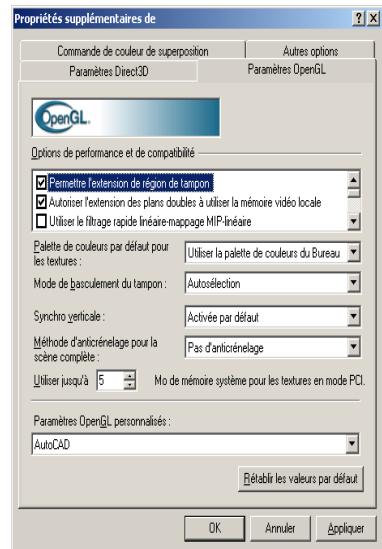 Propriétés supplémentaires de
Commande de couleur de superposition
Autres options
Paramètres Direct3D
Paramètres OpenGL
OpenGL.
Options de performance et de compatibilité
Permettre l'extension de région de tampon
Autoriser l'extension des plans doubles à utiliser la mémoire vidéo locale
Utiliser le filtrage rapide linéaire-mappage MIP-linéaire
Palette de couleurs par défaut pour les textures :
Utiliser la palette de couleurs du Bureau
Mode de basculement du tampon :
Autosélection
Synchro verticale :
Activée par défaut
Méthode d'anticrénelage pour la scène complète :
Pas d'anticrénelage
Utiliser jusqu'à 5 Mo de mémoire système pour les textures en mode PCI.
Paramètres OpenGL personnalisés :
AutoCAD
Rétablir les valeurs par défaut
OK
Annuler
Appliquer